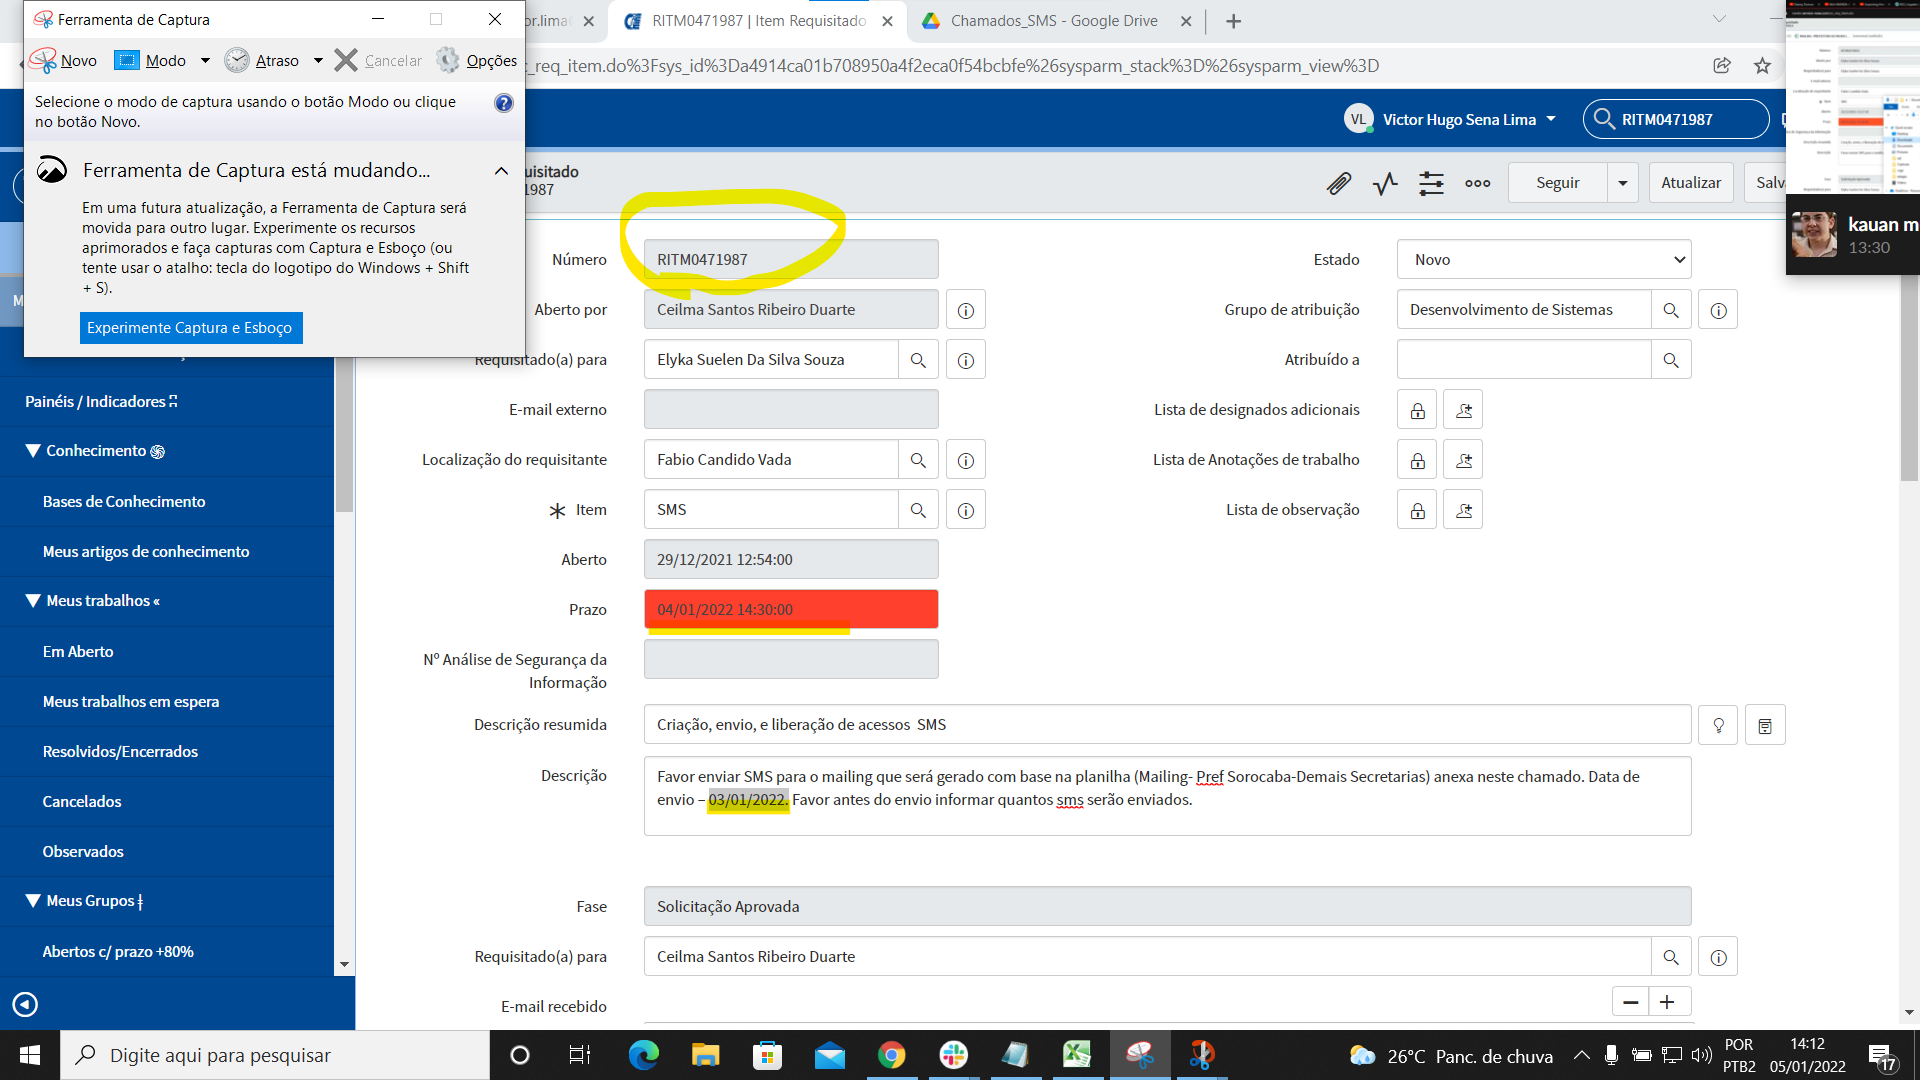 Ferramenta de Captura
Novo Modo Atraso Cancelar Opções
Selecione o modo de captura usando o botão Modo ou clique
no botão Novo.
Ferramenta de Captura está mudando...
Em uma futura atualização, a Ferramenta de Captura será
movida para outro lugar. Experimente os recursos
aprimorados e faça capturas com Captura e Esboço (ou
tente usar o atalho: tecla do logotipo do Windows + Shift
+ S).
Experimente Captura e Esboço
or.lima
RITM0471987 | Item Requisitado
Chamados_SMS - Google Drive
c_req_item.do%3Fsys_id%3Da4914ca01b708950a4f2eca0f54bcbfe%26sysparm_stack%3D%26sysparm_view%3D
VL Victor Hugo Sena Lima
RITM0471987
kauan m
13:30
uisitado
1987
Seguir
Atualizar
Salv
Painéis / Indicadores
Conhecimento
Bases de Conhecimento
Meus artigos de conhecimento
Meus trabalhos «
Em Aberto
Meus trabalhos em espera
Resolvidos/Encerrados
Cancelados
Observados
Meus Grupos
Abertos c/ prazo +80%
Número RITM0471987
Aberto por Ceilma Santos Ribeiro Duarte
Requisitado(a) para Elyka Suelen Da Silva Souza
E-mail externo
Localização do requisitante Fabio Candido Vada
Item SMS
Aberto 29/12/2021 12:54:00
Prazo 04/01/2022 14:30:00
Nº Análise de Segurança da
Informação
Estado Novo
Grupo de atribuição Desenvolvimento de Sistemas
Atribuído a
Lista de designados adicionais
Lista de Anotações de trabalho
Lista de observação
Descrição resumida Criação, envio, e liberação de acessos SMS
Descrição Favor enviar SMS para o mailing que será gerado com base na planilha (Mailing- Pref Sorocaba-Demais Secretarias) anexa neste chamado. Data de
envio – 03/01/2022. Favor antes do envio informar quantos sms serão enviados.
Fase Solicitação Aprovada
Requisitado(a) para Ceilma Santos Ribeiro Duarte
E-mail recebido
Digite aqui para pesquisar
26°C Panc. de chuva
POR
PTB2
14:12
05/01/2022
17